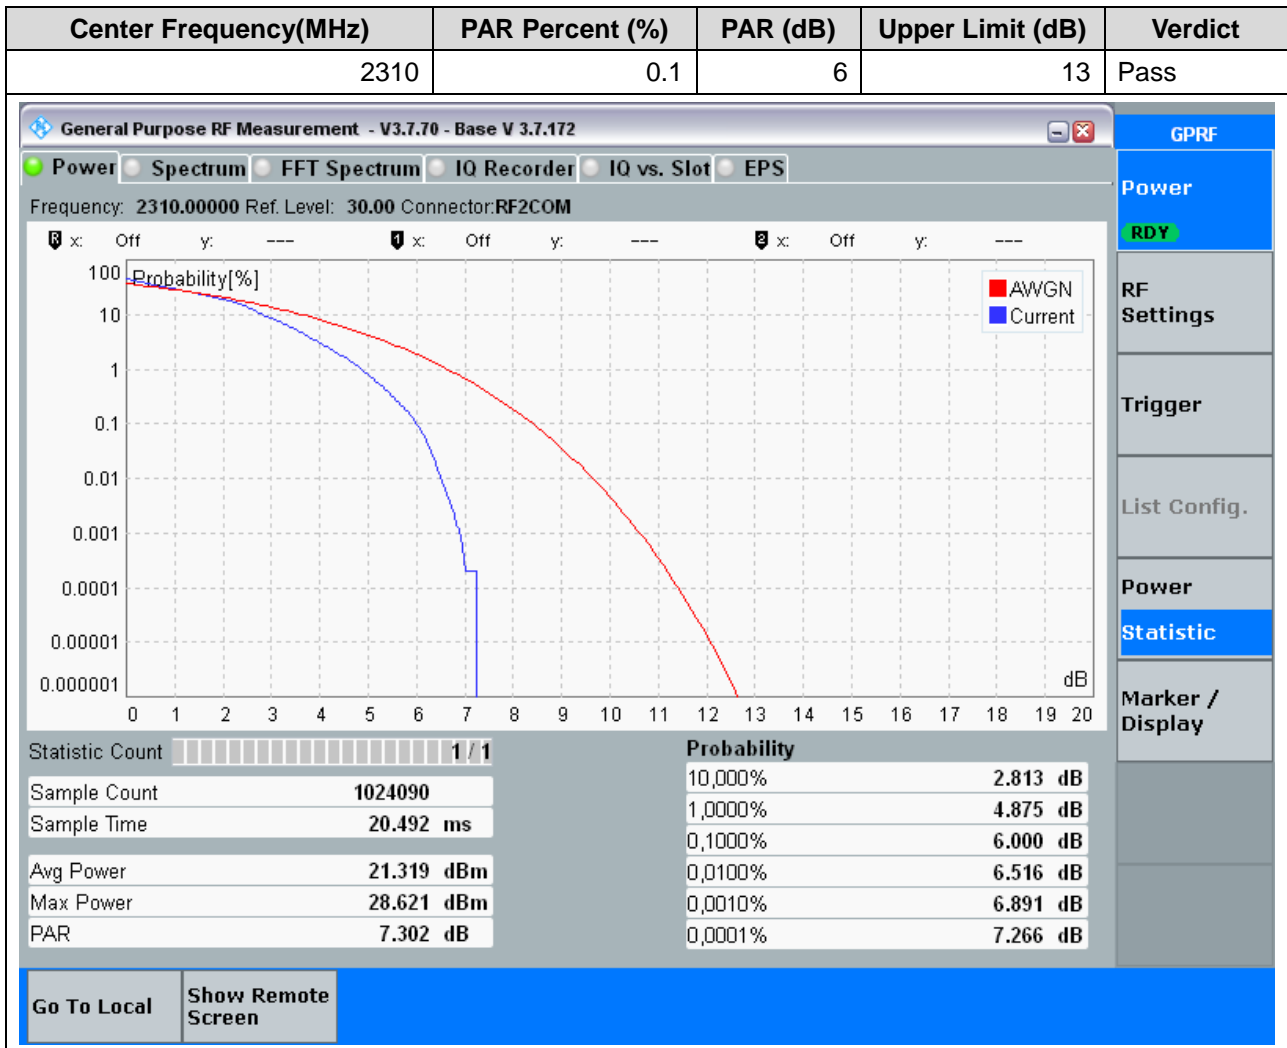 Center Frequency(MHz) PAR Percent (%) PAR (dB) Upper Limit (dB) Verdict
2310 0.1 6 13 Pass
General Purpose RF Measurement - V3.7.70 - Base V 3.7.172
GPRF
Power Spectrum FFT Spectrum IQ Recorder IQ vs. Slot EPS
Power
RDY
Frequency: 2310.00000 Ref. Level: 30.00 Connector:RF2COM
R x: Off y: --- 1 x: Off y: --- 2 x: Off y: ---
Probability[%]
100
10
1
0.1
0.01
0.001
0.0001
0.00001
0.000001
AWGN
Current
dB
0 1 2 3 4 5 6 7 8 9 10 11 12 13 14 15 16 17 18 19 20
RF
Settings
Trigger
List Config.
Power
Statistic
Marker /
Display
Statistic Count 1 / 1
Sample Count 1024090
Sample Time 20.492 ms
Avg Power 21.319 dBm
Max Power 28.621 dBm
PAR 7.302 dB
Probability
10,000% 2.813 dB
1,0000% 4.875 dB
0,1000% 6.000 dB
0,0100% 6.516 dB
0,0010% 6.891 dB
0,0001% 7.266 dB
Go To Local
Show Remote
Screen